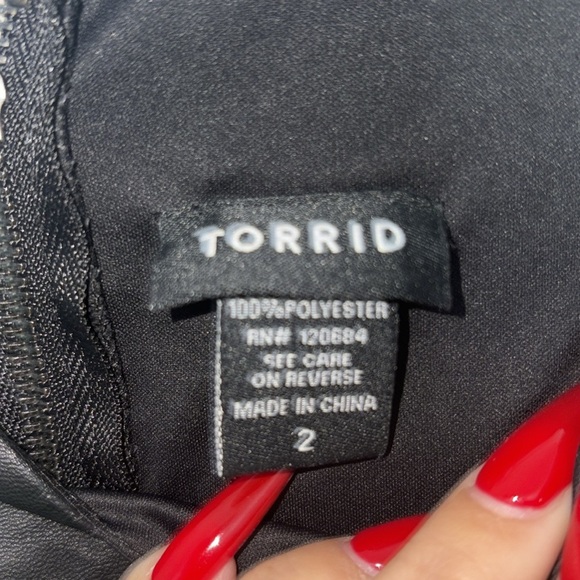 TORRID
100% POLYESTER
RN# 120684
SEE CARE
ON REVERSE
MADE IN CHINA
2